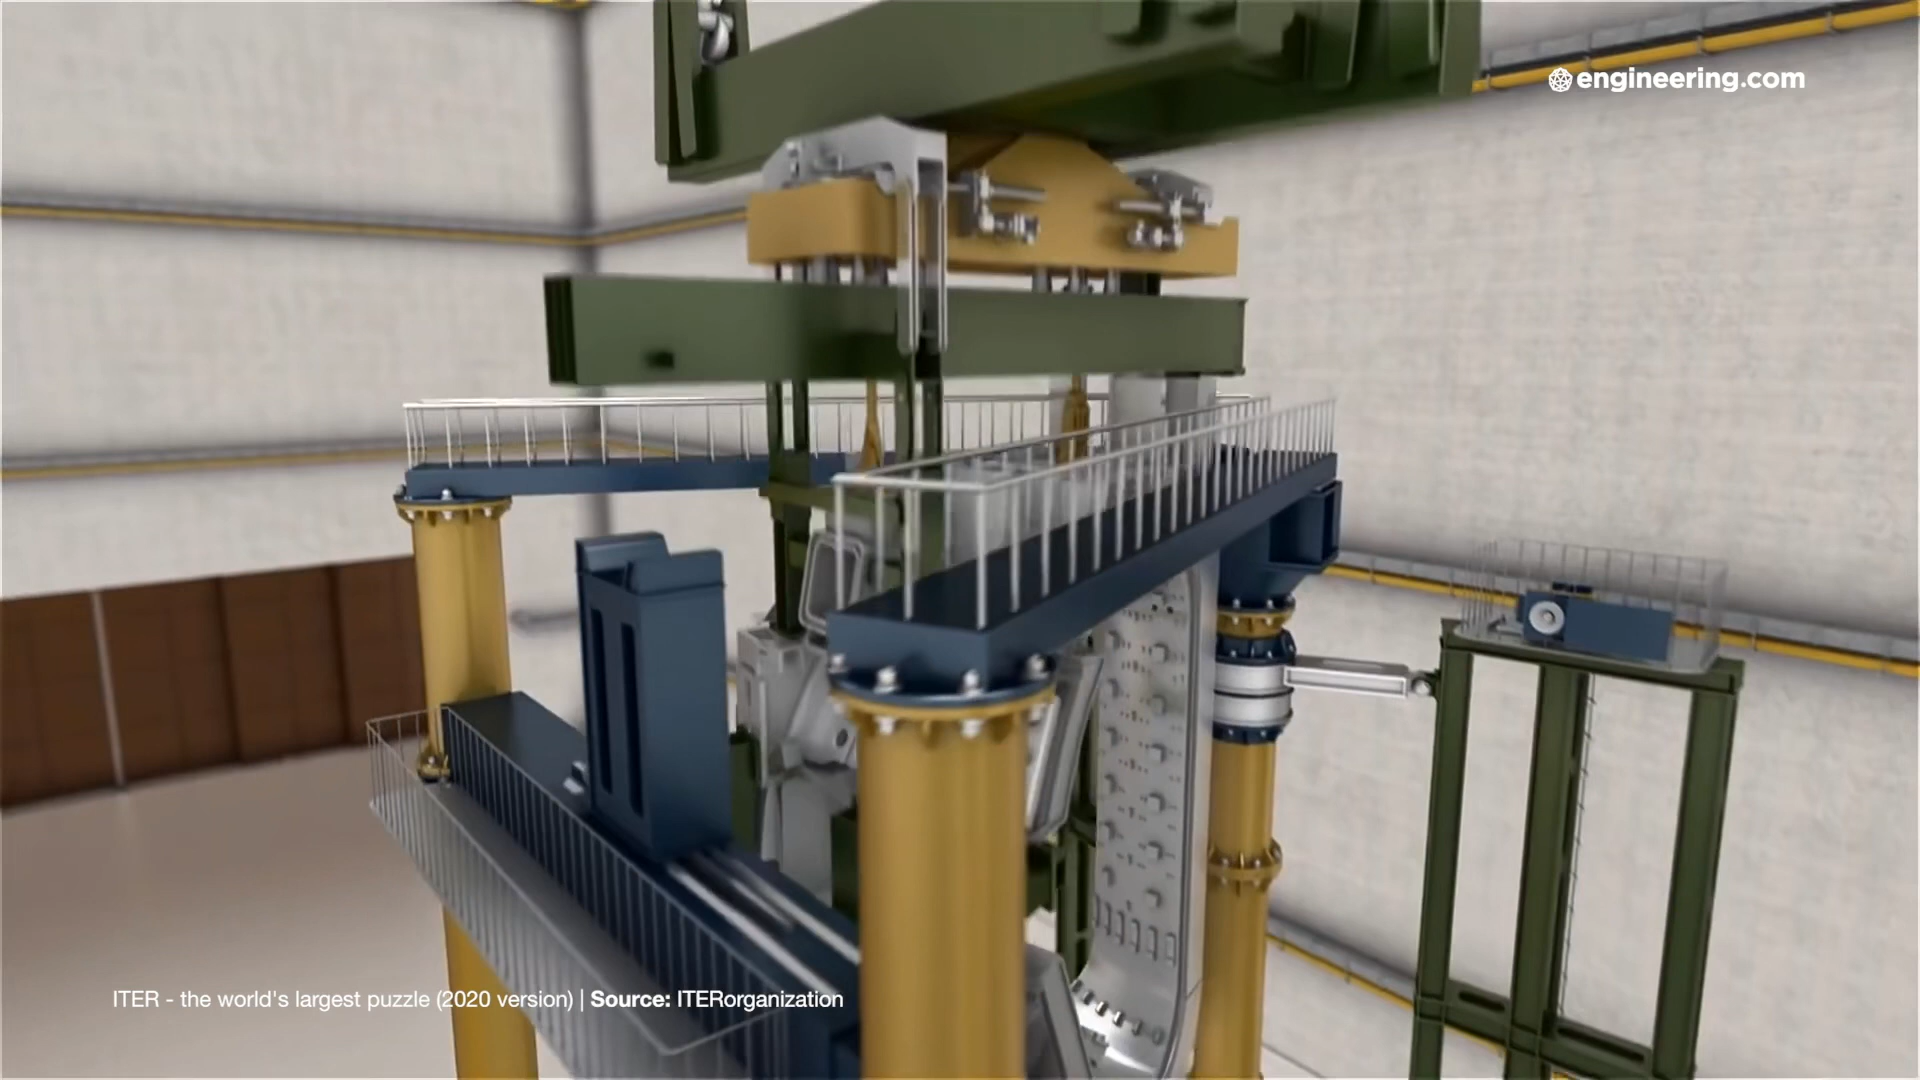 engineering.com
ITER - the world's largest puzzle (2020 version) | Source: ITERorganization